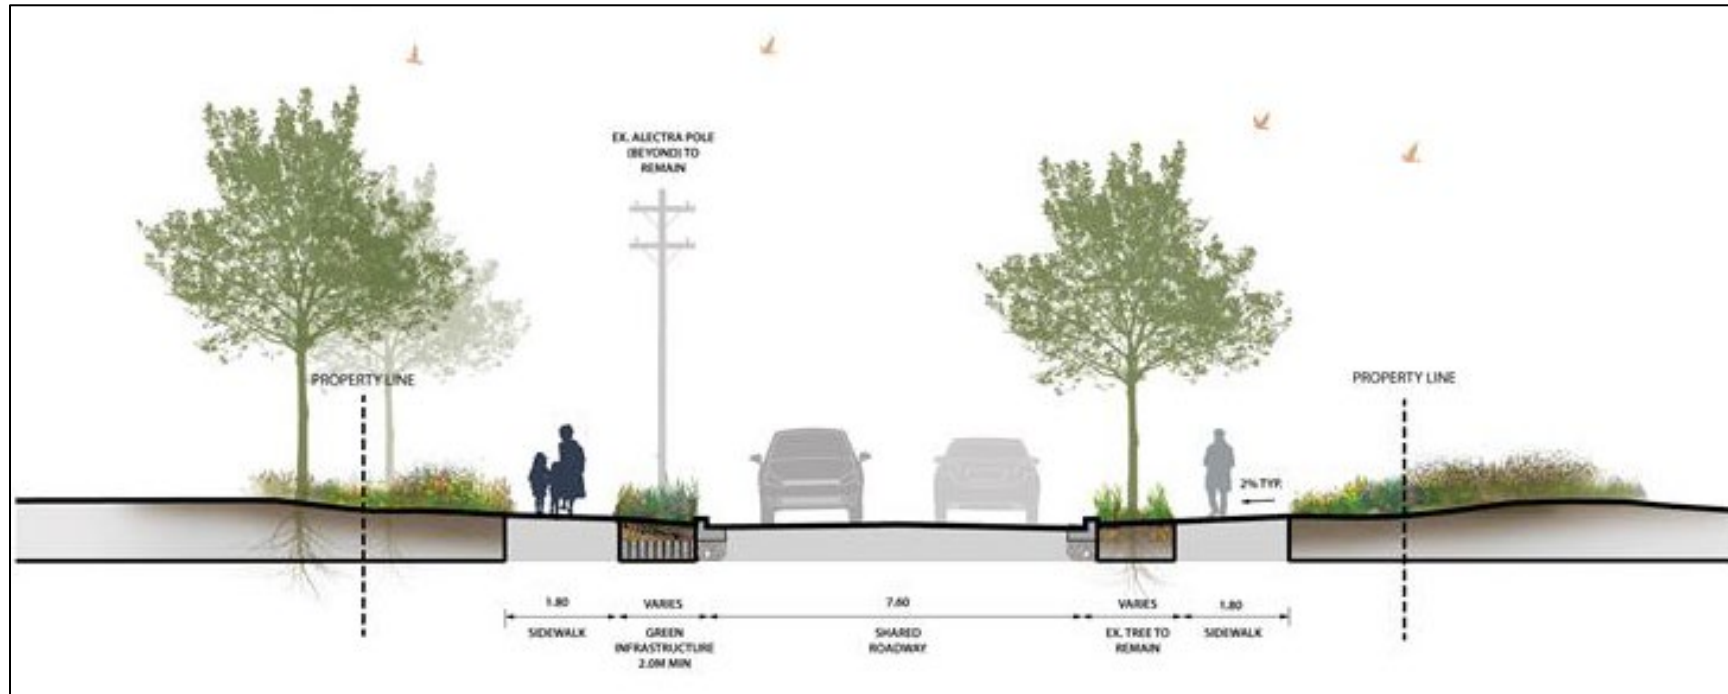 EX. ALECTRA POLE
(BEYOND) TO
REMAIN
PROPERTY LINE
PROPERTY LINE
2% TYP.
1.80
VARIES
7.60
VARIES
1.80
SIDEWALK
GREEN
INFRASTRUCTURE
2.0M MIN
SHARED
ROADWAY
EX. TREE TO
REMAIN
SIDEWALK